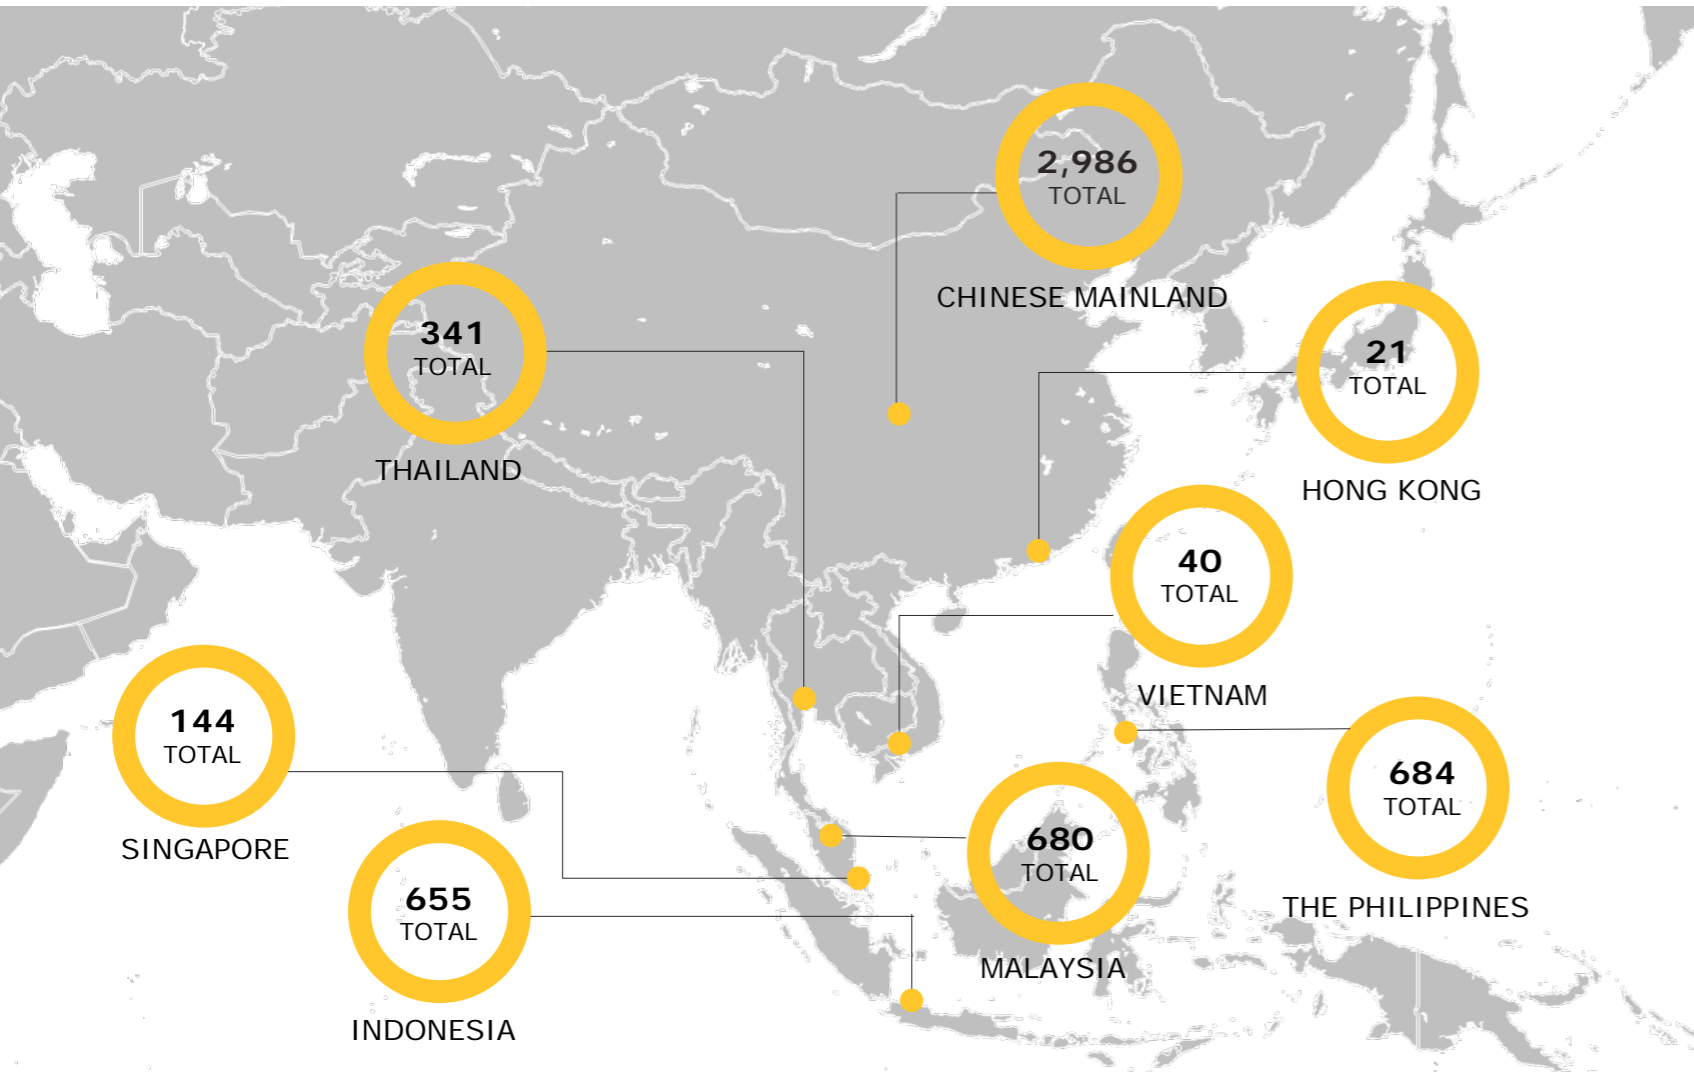 2,986
TOTAL
CHINESE MAINLAND
341
TOTAL
THAILAND
21
TOTAL
HONG KONG
40
TOTAL
VIETNAM
144
TOTAL
SINGAPORE
684
TOTAL
THE PHILIPPINES
680
TOTAL
MALAYSIA
655
TOTAL
INDONESIA